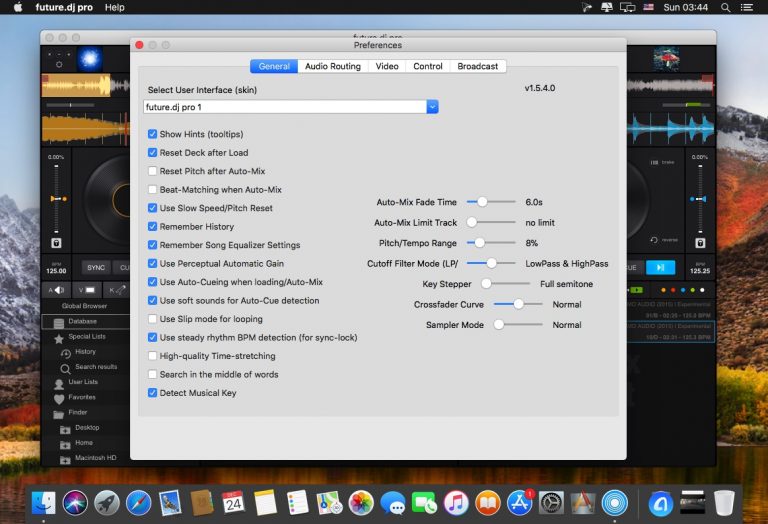 future.dj pro Help Sun 03:44
future.dj pro
Preferences
General Audio Routing Video Control Broadcast
Select User Interface (skin) v1.5.4.0
future.dj pro 1
Show Hints (tooltips)
Reset Deck after Load
Reset Pitch after Auto-Mix
Beat-Matching when Auto-Mix
Use Slow Speed/Pitch Reset
Remember History
Remember Song Equalizer Settings
Use Perceptual Automatic Gain
Use Auto-Cueing when loading/Auto-Mix
Use soft sounds for Auto-Cue detection
Use Slip mode for looping
Use steady rhythm BPM detection (for sync-lock)
High-quality Time-stretching
Search in the middle of words
Detect Musical Key
Auto-Mix Fade Time 6.0s
Auto-Mix Limit Track no limit
Pitch/Tempo Range 8%
Cutoff Filter Mode (LP/ LowPass & HighPass
Key Stepper Full semitone
Crossfader Curve Normal
Sampler Mode Normal
0.00%
BPM
125.00
SYNC CU
A V K
Global Browser
Database
Special Lists
History
Search results
User Lists
Favorites
Finder
Desktop
Home
Macintosh HD
0.00%
brake
reverse
UE
BPM
125.25
MO AUDIO (2015) | Experimental
91/B - 02:26 - 125.3 BPM
MO AUDIO (2015) | Experimental
10/D - 01:31 - 125.0 BPM
DEC
24
1